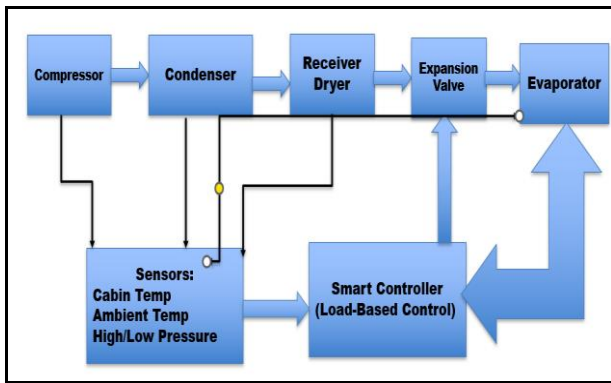 Compressor
Condenser
Receiver
Dryer
Expansion
Valve
Evaporator
Sensors:
Cabin Temp
Ambient Temp
High/Low Pressure
Smart Controller
(Load-Based Control)